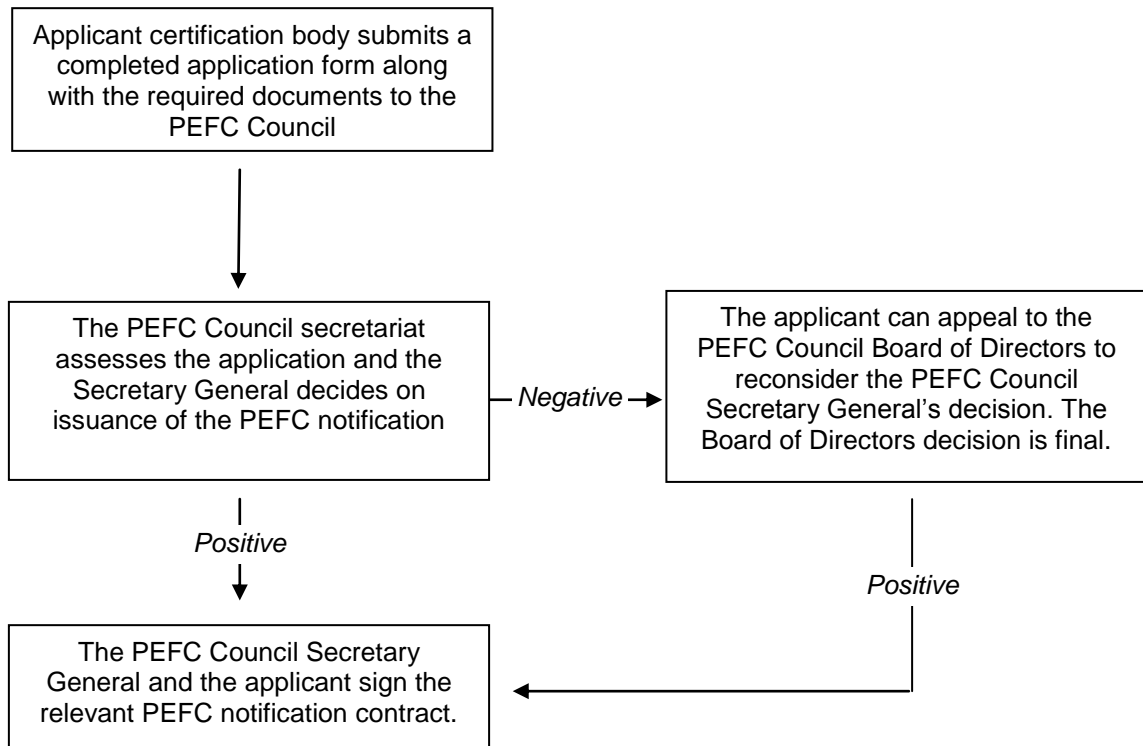 Applicant certification body submits a
completed application form along
with the required documents to the
PEFC Council
The PEFC Council secretariat
assesses the application and the
Secretary General decides on
issuance of the PEFC notification
Negative
The applicant can appeal to the
PEFC Council Board of Directors to
reconsider the PEFC Council
Secretary General’s decision. The
Board of Directors decision is final.
Positive
Positive
The PEFC Council Secretary
General and the applicant sign the
relevant PEFC notification contract.